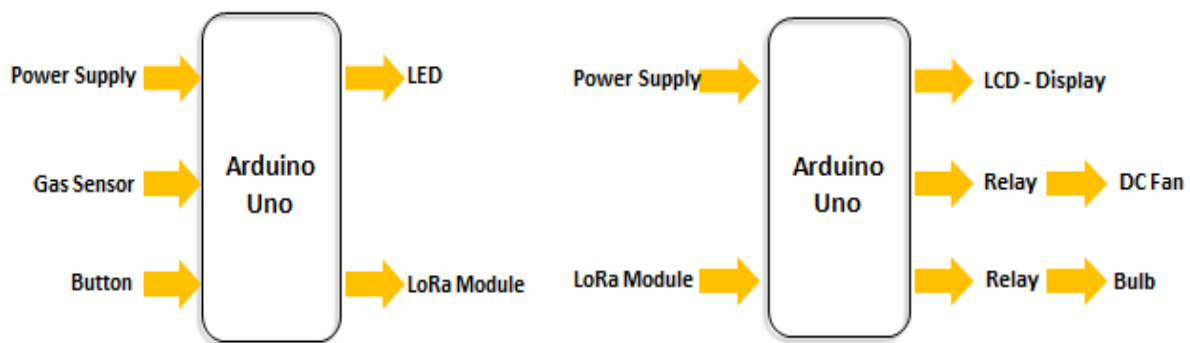 Power Supply
Gas Sensor
Button
Arduino
Uno
LED
LoRa Module
Power Supply
LoRa Module
Arduino
Uno
LCD - Display
Relay
DC Fan
Relay
Bulb